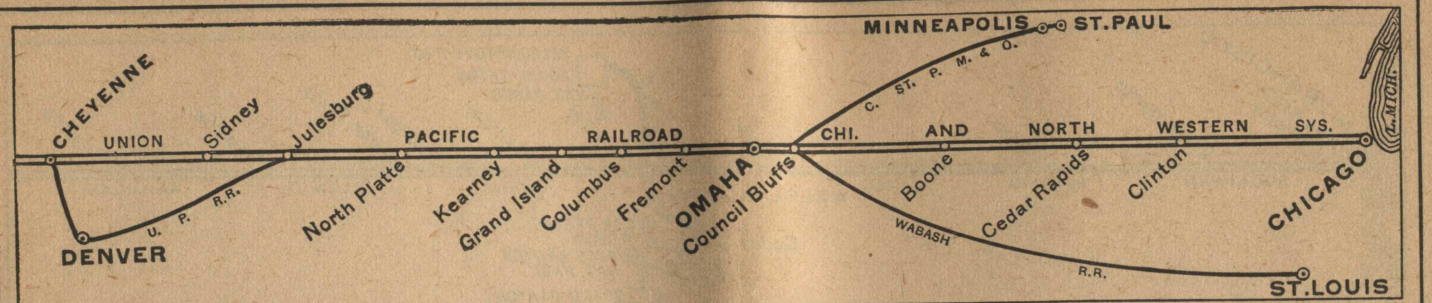 MINNEAPOLIS ST. PAUL
C. ST. P. M. & O.
L. MICH.
CHEYENNE
UNION PACIFIC RAILROAD
CHI. AND NORTH WESTERN SYS.
Sidney
Julesburg
North Platte
Kearney
Grand Island
Columbus
Fremont
OMAHA
Council Bluffs
Boone
Cedar Rapids
Clinton
CHICAGO
U. P. R.R.
DENVER
WABASH R.R.
ST. LOUIS